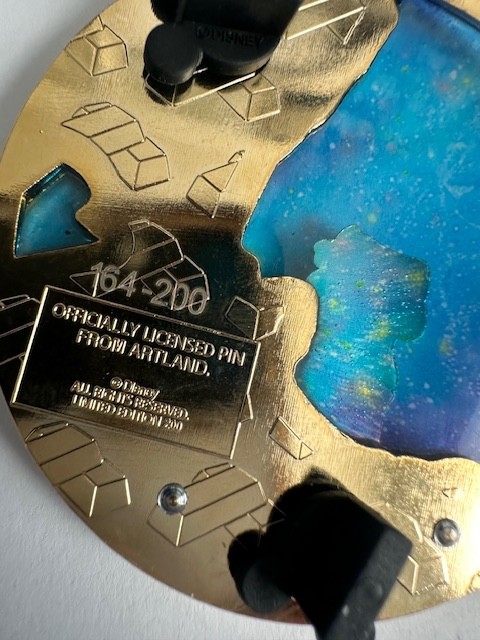 ©DISNEY
164-200
OFFICIALLY LICENSED PIN
FROM ARTLAND.
©Disney
ALL RIGHTS RESERVED.
LIMITED EDITION 200